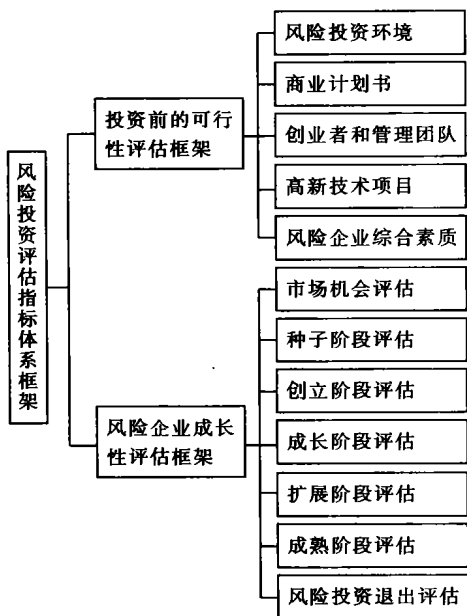 风险投资评估指标体系框架
投资前的可行
性评估框架
风险投资环境
商业计划书
创业者和管理团队
高新技术项目
风险企业综合素质
风险企业成长
性评估框架
市场机会评估
种子阶段评估
创立阶段评估
成长阶段评估
扩展阶段评估
成熟阶段评估
风险投资退出评估